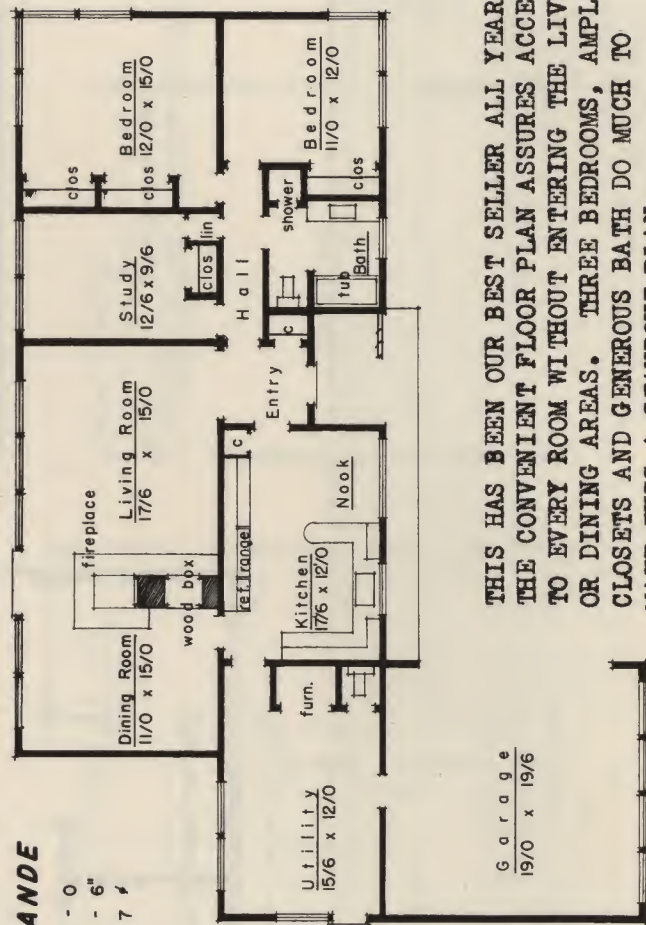 ANDE
- 0
- 6"
7
Dining Room
11/0 x 15/0
fireplace
wood box
Living Room
17/6 x 15/0
Study
12/6 x 9/6
clos
lin
clos
clos
Bedroom
12/0 x 15/0
Utility
15/6 x 12/0
furn.
ref.
range
c
Kitchen
17/6 x 12/0
Nook
Entry
c
Hall
shower
tub
Bath
clos
Bedroom
11/0 x 12/0
Garage
19/0 x 19/6
THIS HAS BEEN OUR BEST SELLER ALL YEAR
THE CONVENIENT FLOOR PLAN ASSURES ACCE
TO EVERY ROOM WITHOUT ENTERING THE LIV
OR DINING AREAS. THREE BEDROOMS, AMPL
CLOSETS AND GENEROUS BATH DO MUCH TO